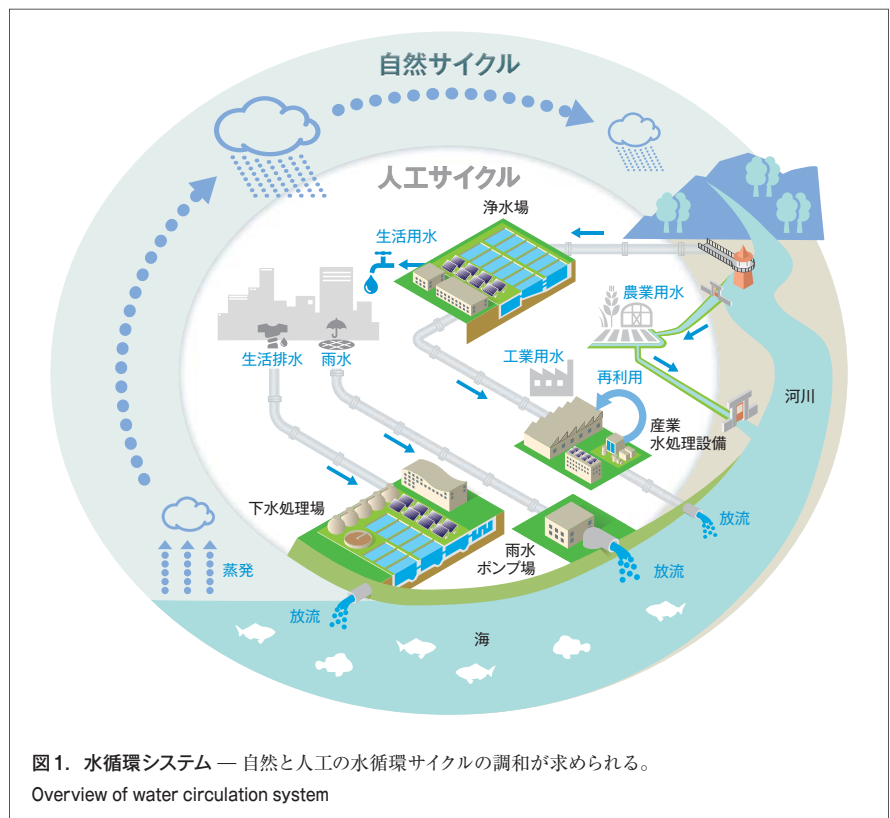 自然サイクル
人工サイクル
浄水場
生活用水
農業用水
生活排水
雨水
工業用水
再利用
河川
産業
水処理設備
下水処理場
放流
雨水
ポンプ場
蒸発
放流
放流
海
図1. 水循環システム — 自然と人工の水循環サイクルの調和が求められる。
Overview of water circulation system